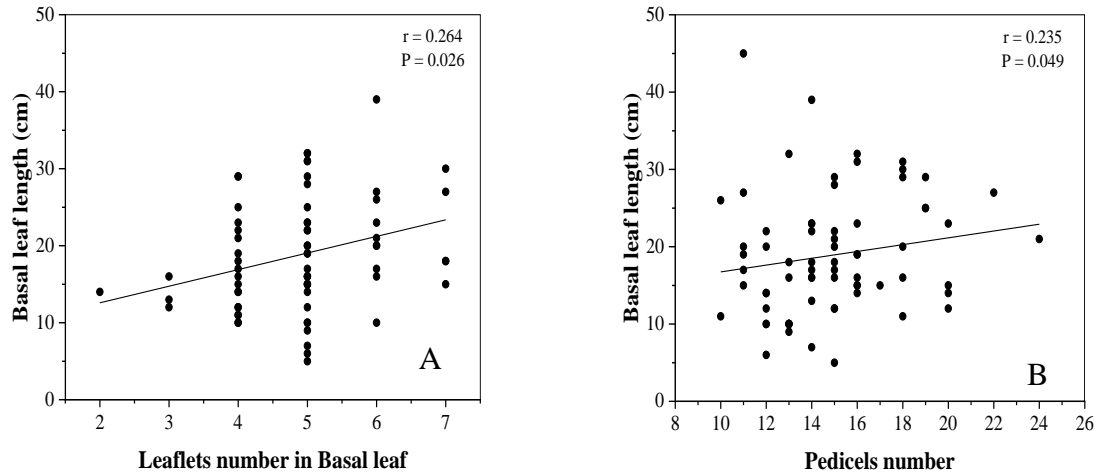 50
40
30
20
10
0
Basal leaf length (cm)
r = 0.264
P = 0.026
A
2 3 4 5 6 7
Leaflets number in Basal leaf
50
40
30
20
10
0
Basal leaf length (cm)
r = 0.235
P = 0.049
B
8 10 12 14 16 18 20 22 24 26
Pedicels number